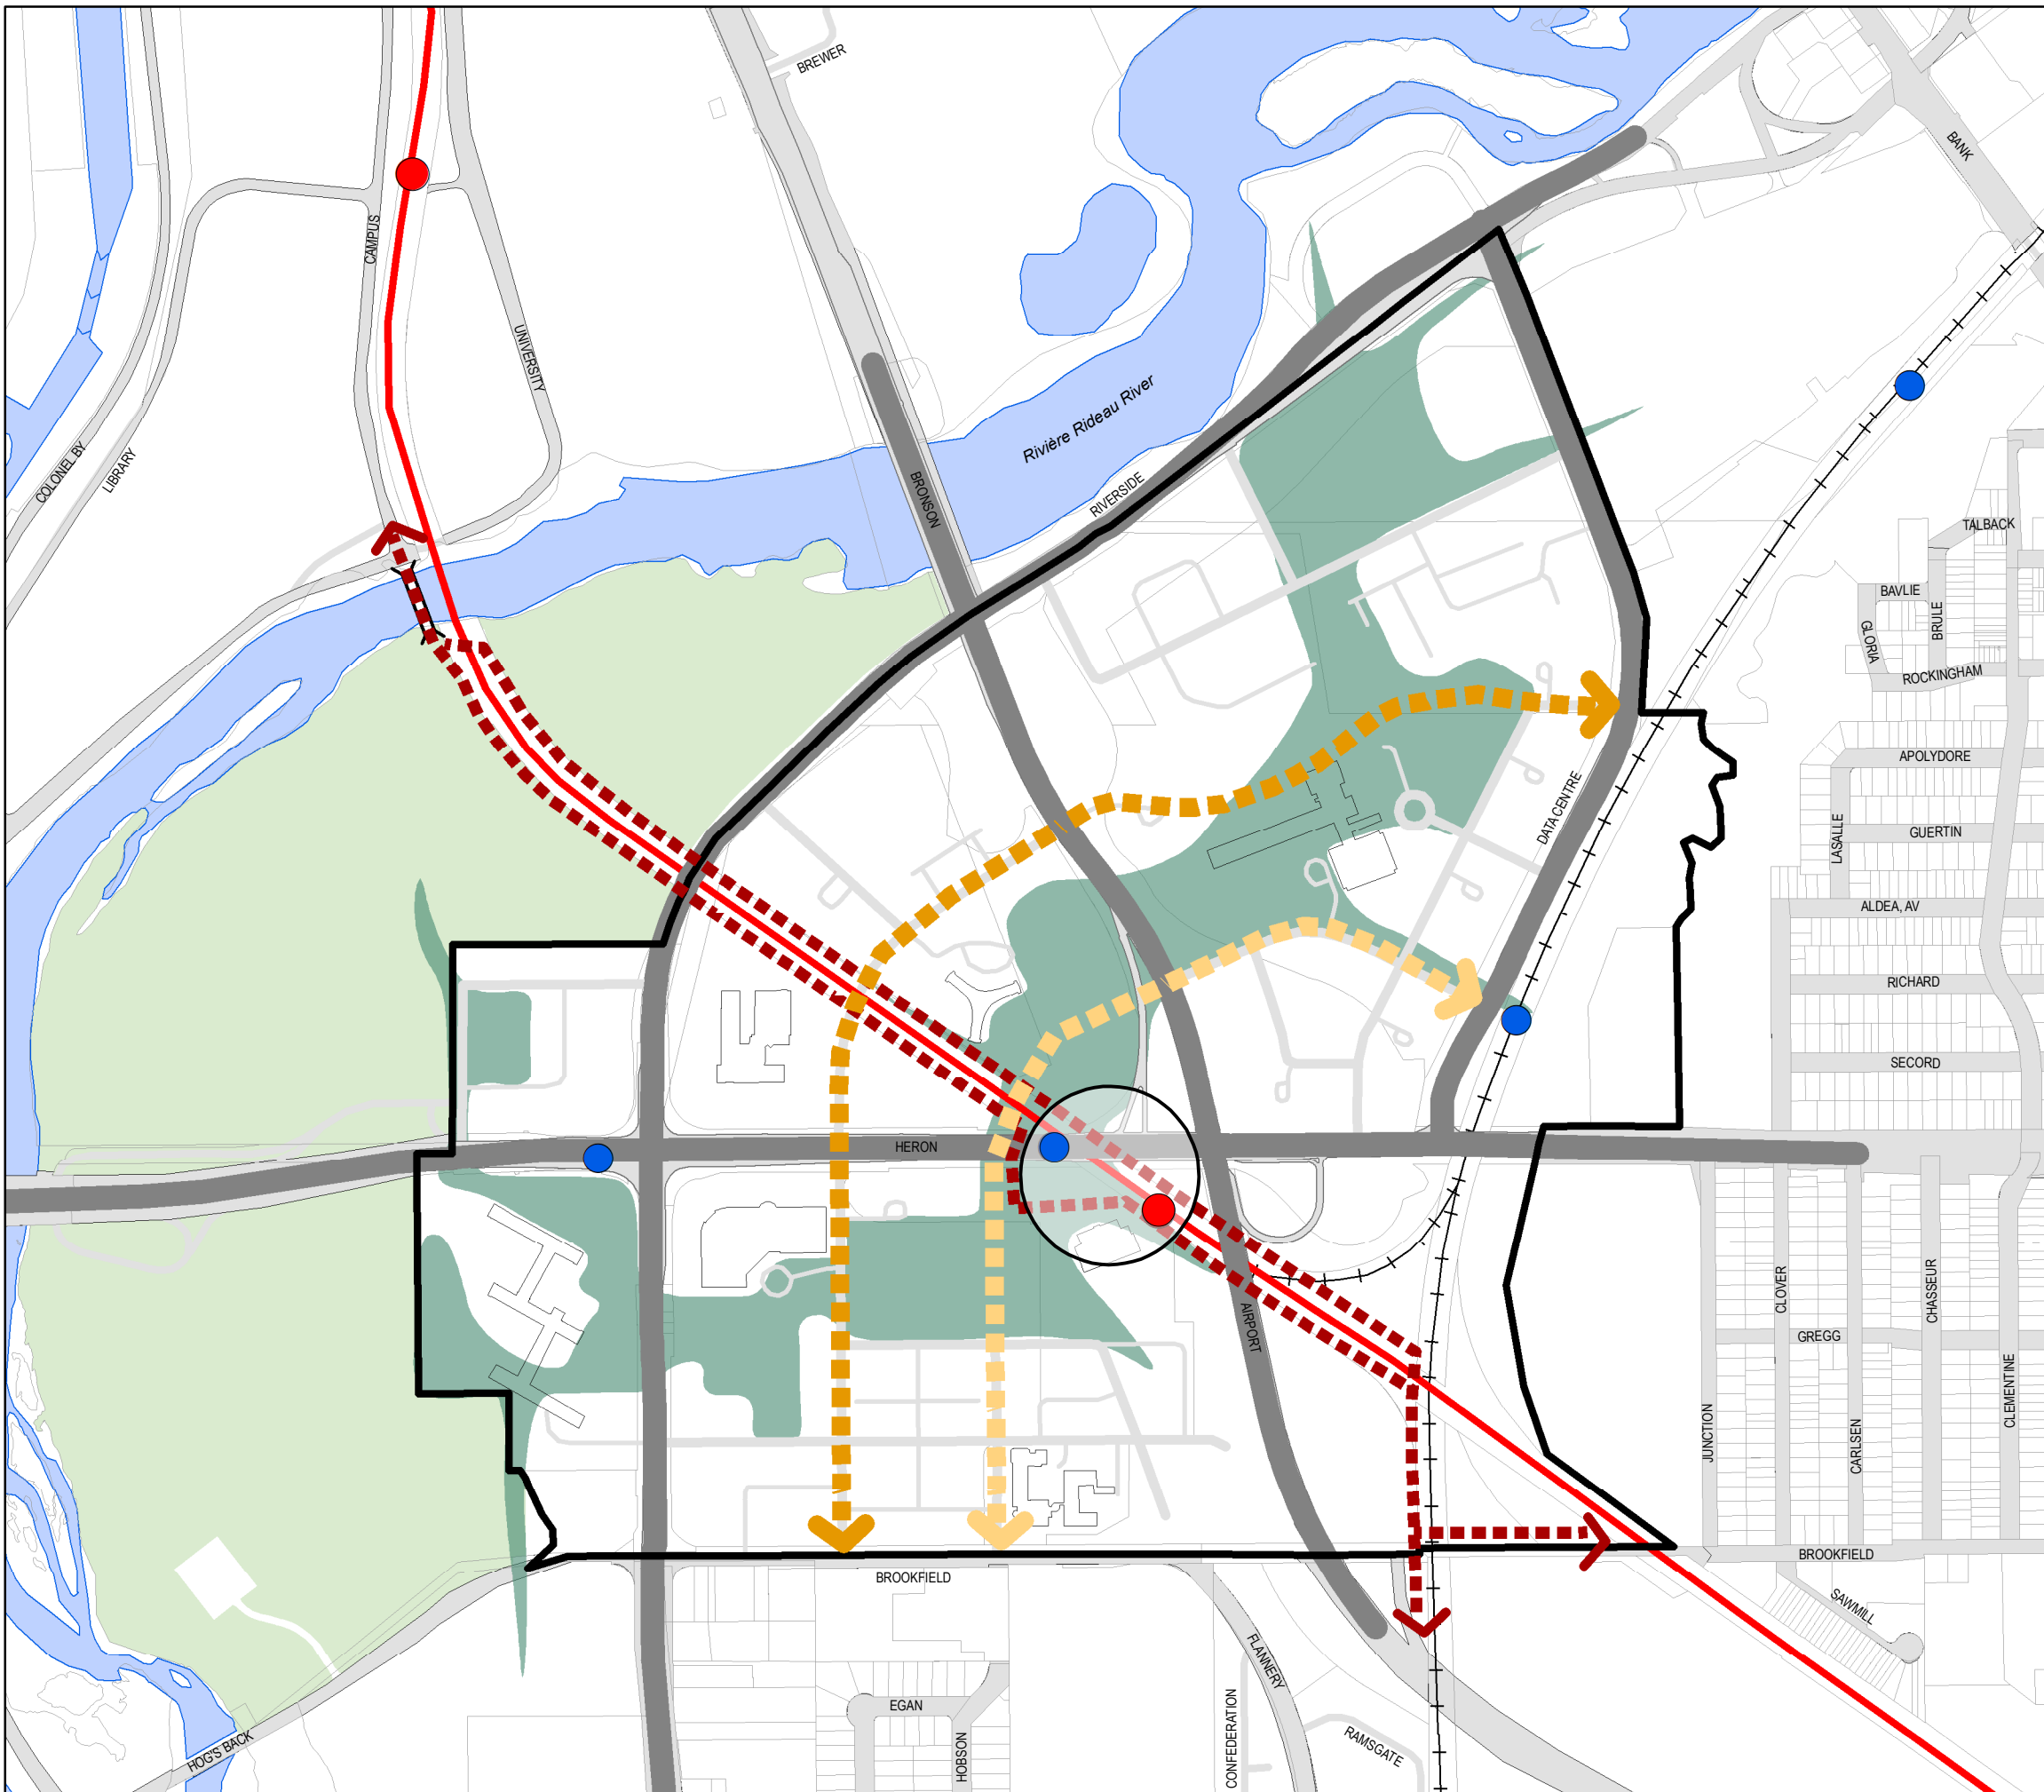 BREWER
BANK
CAMPUS
UNIVERSITY
Rivière Rideau River
COLONEL BY
LIBRARY
BRONSON
RIVERSIDE
TALBACK
BAVLIE
BRULE
GLORIA
ROCKINGHAM
APOLYDORE
DATA CENTRE
LASALLE
GUERTIN
ALDEA, AV
RICHARD
SECORD
HERON
AIRPORT
CLOVER
CHASSEUR
GREGG
CLEMENTINE
JUNCTION
CARLSEN
BROOKFIELD
BROOKFIELD
SAWMILL
FLANNERY
EGAN
HOBSON
CONFEDERATION
RAMSGATE
HOG'S BACK